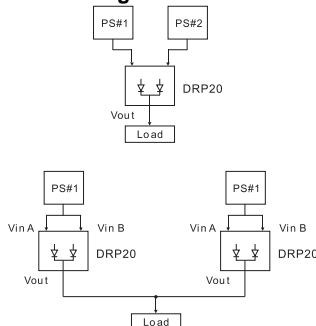 PS#1 PS#2
DRP20
Vout
Load
PS#1 PS#1
Vin A Vin B Vin A Vin B
DRP20 DRP20
Vout Vout
Load